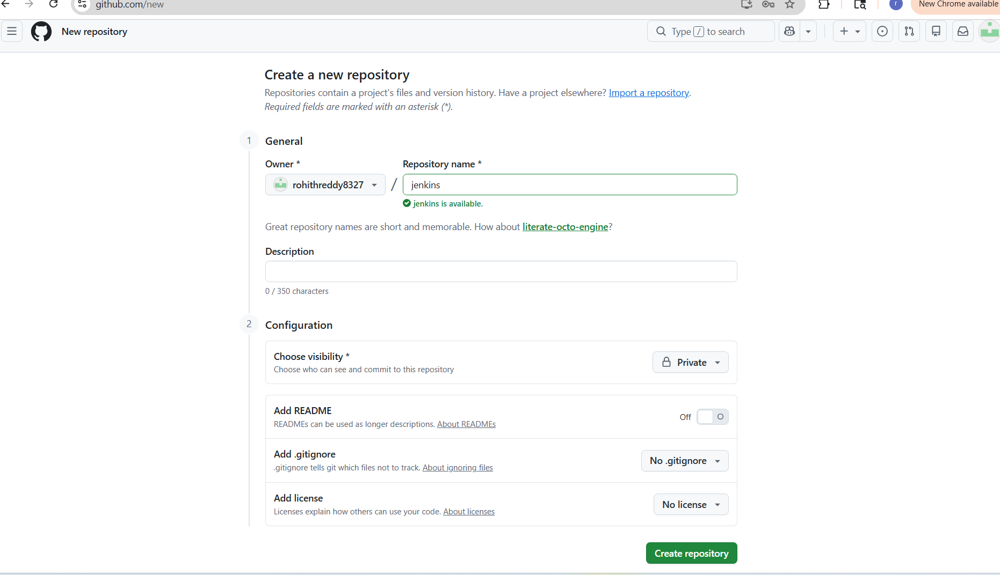 github.com/new
r
New Chrome available
New repository
Type / to search
Create a new repository
Repositories contain a project's files and version history. Have a project elsewhere? Import a repository.
Required fields are marked with an asterisk (*).
1
General
Owner *
Repository name *
rohithreddy8327
/
jenkins
jenkins is available.
Great repository names are short and memorable. How about literate-octo-engine?
Description
0 / 350 characters
2
Configuration
Choose visibility *
Choose who can see and commit to this repository
Private
Add README
READMEs can be used as longer descriptions. About READMEs
Off
Add .gitignore
.gitignore tells git which files not to track. About ignoring files
No .gitignore
Add license
Licenses explain how others can use your code. About licenses
No license
Create repository